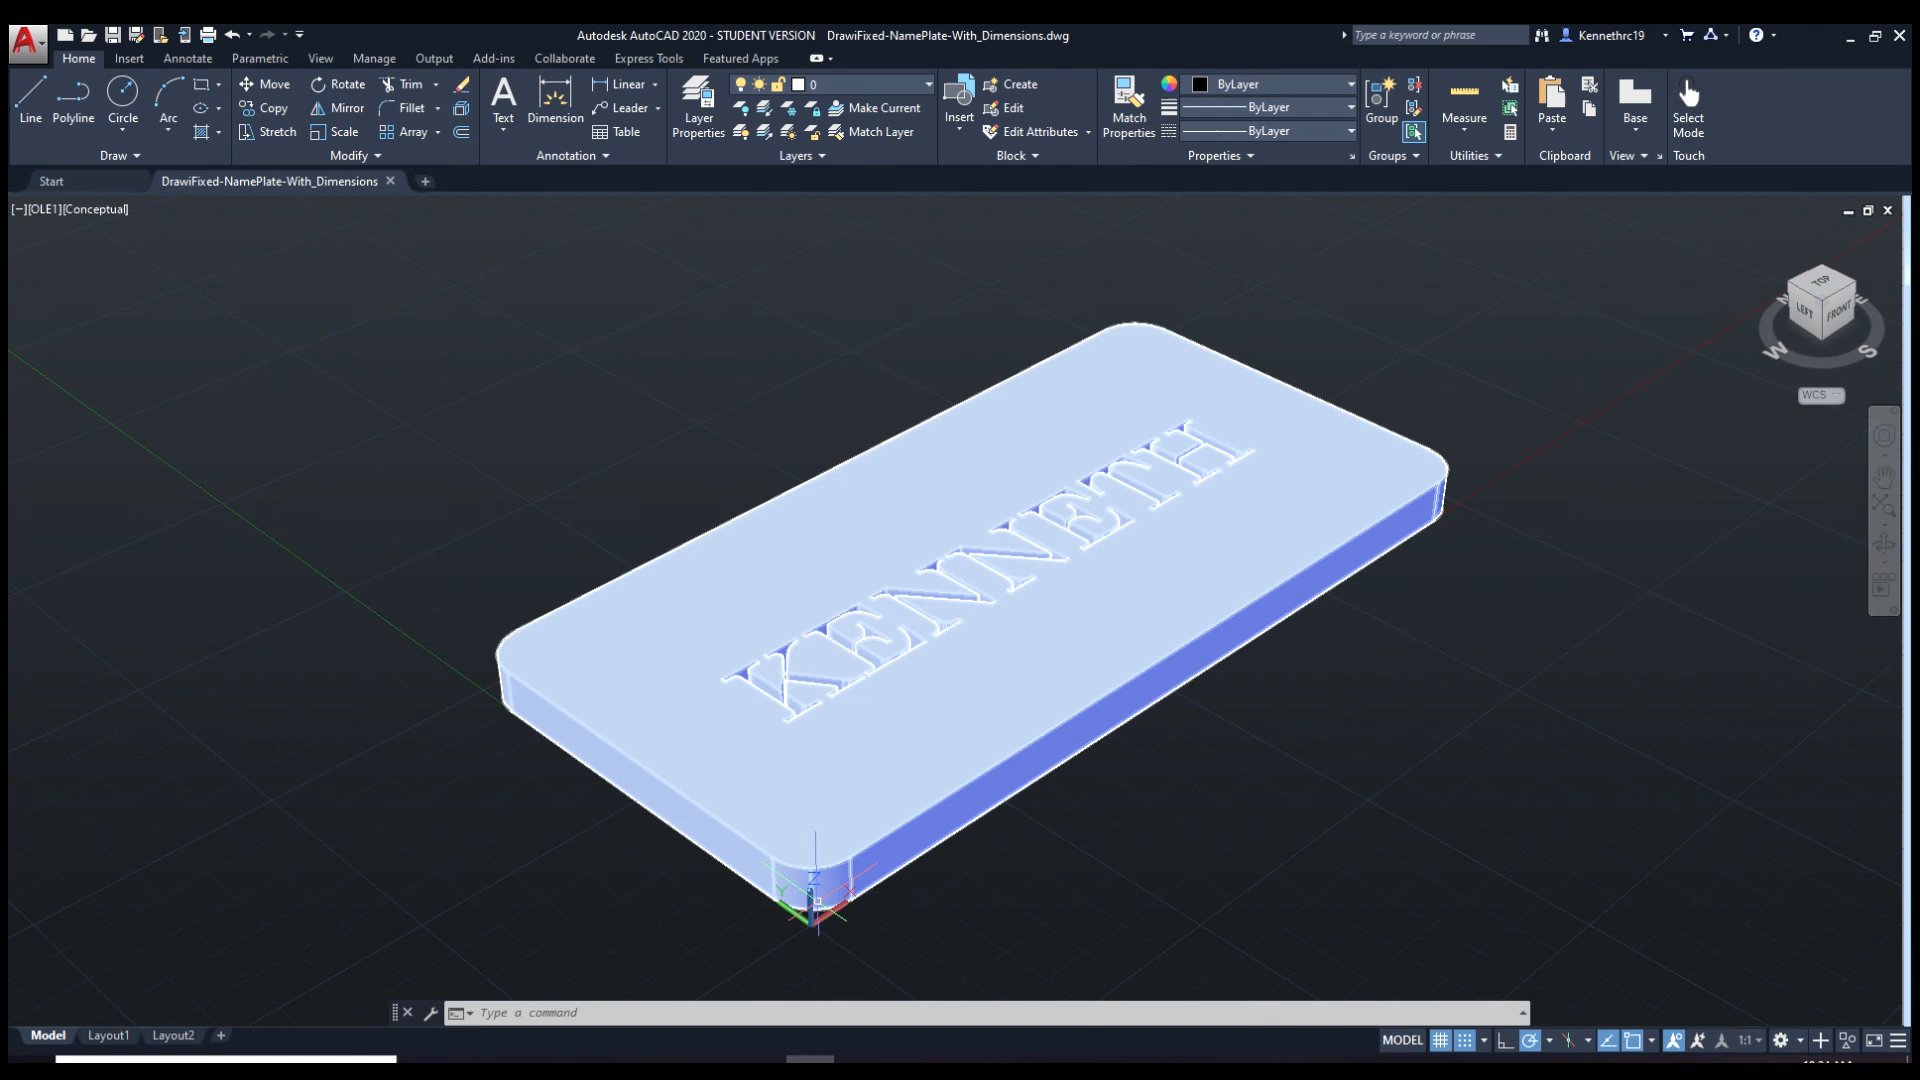 Autodesk AutoCAD 2020 - STUDENT VERSION DrawiFixed-NamePlate-With_Dimensions.dwg
Type a keyword or phrase
Kennethrc19
Home Insert Annotate Parametric View Manage Output Add-ins Collaborate Express Tools Featured Apps
Line Polyline Circle Arc
Move Rotate Trim
Copy Mirror Fillet
Stretch Scale Array
Text Dimension
Linear
Leader
Table
Layer Properties
0
Make Current
Match Layer
Insert
Create
Edit
Edit Attributes
Match Properties
ByLayer
ByLayer
ByLayer
Group
Measure
Paste
Base
Select Mode
Draw Modify Annotation Layers Block Properties Groups Utilities Clipboard View Touch
Start DrawiFixed-NamePlate-With_Dimensions
[−][OLE1][Conceptual]
TOP
LEFT FRONT
N E
W S
WCS
KENNETH
Z
Y X
Type a command
Model Layout1 Layout2
MODEL 1:1